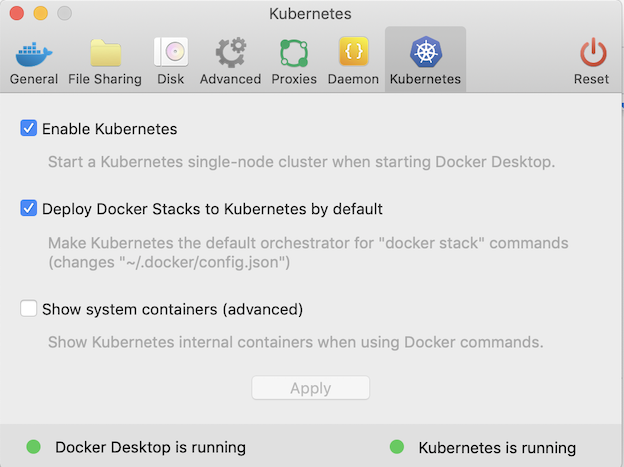 Kubernetes
General File Sharing Disk Advanced Proxies Daemon Kubernetes Reset
Enable Kubernetes
Start a Kubernetes single-node cluster when starting Docker Desktop.
Deploy Docker Stacks to Kubernetes by default
Make Kubernetes the default orchestrator for "docker stack" commands
(changes "~/.docker/config.json")
Show system containers (advanced)
Show Kubernetes internal containers when using Docker commands.
Apply
Docker Desktop is running Kubernetes is running